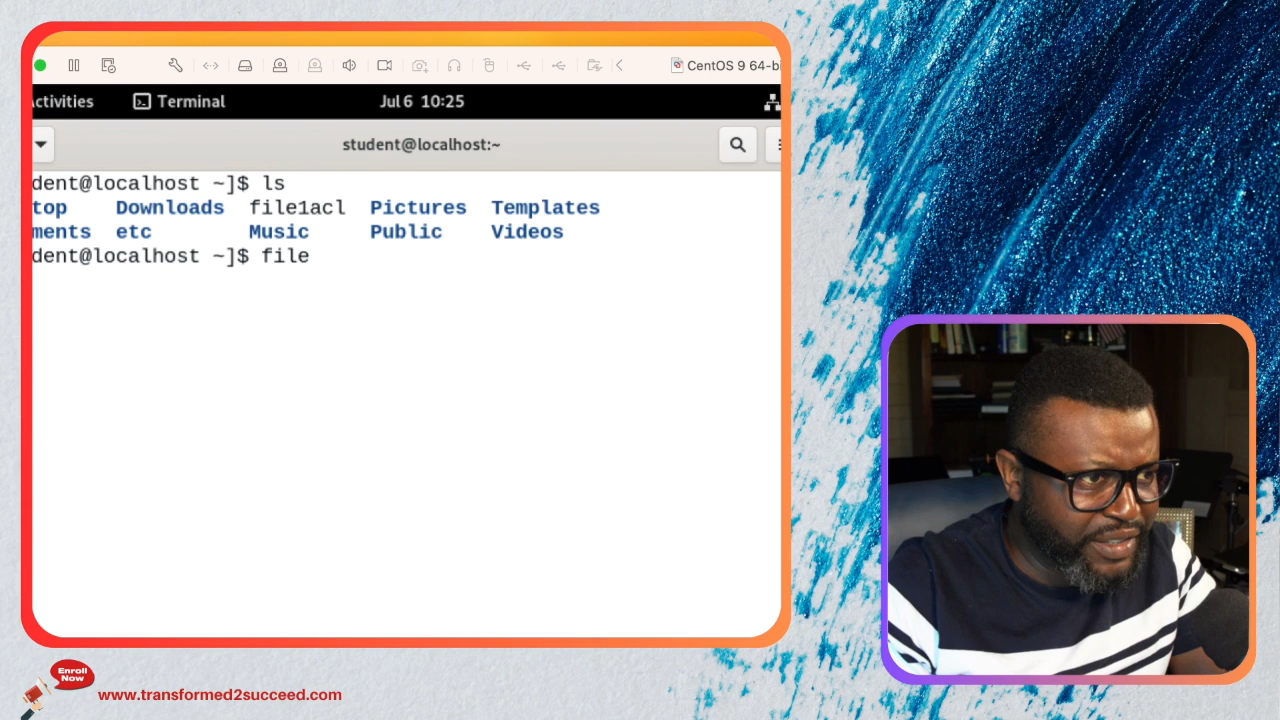 CentOS 9 64-bi
ctivities Terminal Jul 6 10:25
student@localhost:~
dent@localhost ~]$ ls
top Downloads file1acl Pictures Templates
ments etc Music Public Videos
dent@localhost ~]$ file
Enroll
Now
www.transformed2succeed.com